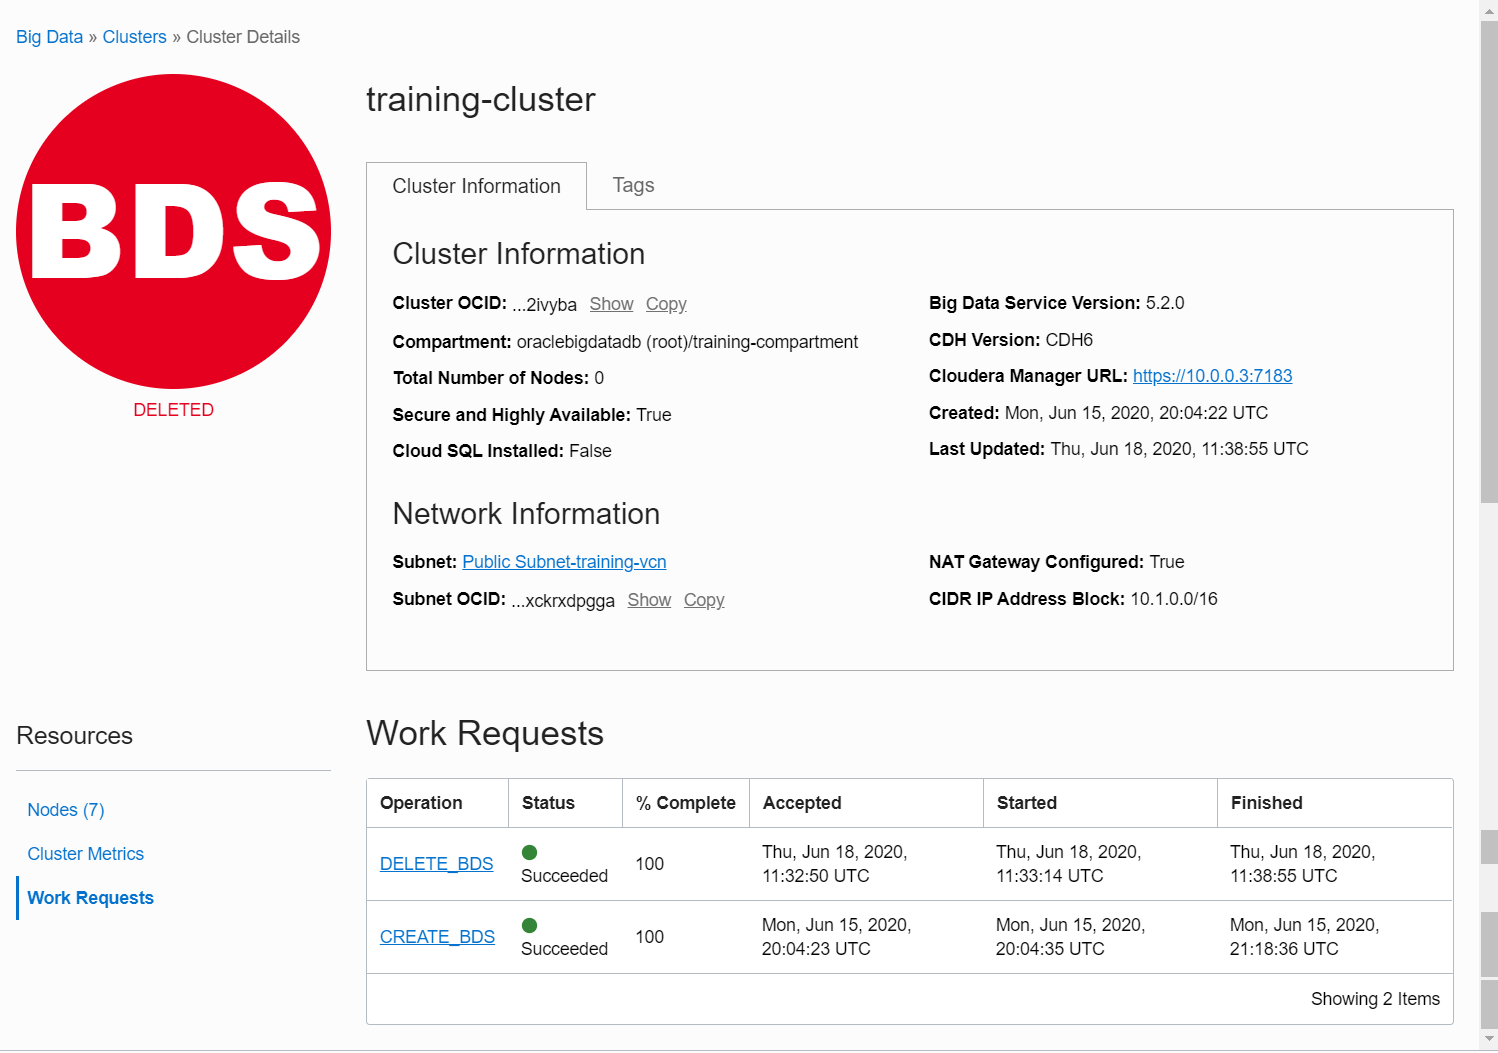 Big Data » Clusters » Cluster Details
BDS
DELETED
training-cluster
Cluster Information
Tags
Cluster Information
Cluster OCID: ...2ivyba Show Copy
Compartment: oraclebigdatadb (root)/training-compartment
Total Number of Nodes: 0
Secure and Highly Available: True
Cloud SQL Installed: False
Big Data Service Version: 5.2.0
CDH Version: CDH6
Cloudera Manager URL: https://10.0.0.3:7183
Created: Mon, Jun 15, 2020, 20:04:22 UTC
Last Updated: Thu, Jun 18, 2020, 11:38:55 UTC
Network Information
Subnet: Public Subnet-training-vcn
Subnet OCID: ...xckrxdpgga Show Copy
NAT Gateway Configured: True
CIDR IP Address Block: 10.1.0.0/16
Resources
Nodes (7)
Cluster Metrics
Work Requests
Work Requests
Operation Status % Complete Accepted Started Finished
DELETE_BDS Succeeded 100 Thu, Jun 18, 2020, 11:32:50 UTC Thu, Jun 18, 2020, 11:33:14 UTC Thu, Jun 18, 2020, 11:38:55 UTC
CREATE_BDS Succeeded 100 Mon, Jun 15, 2020, 20:04:23 UTC Mon, Jun 15, 2020, 20:04:35 UTC Mon, Jun 15, 2020, 21:18:36 UTC
Showing 2 Items